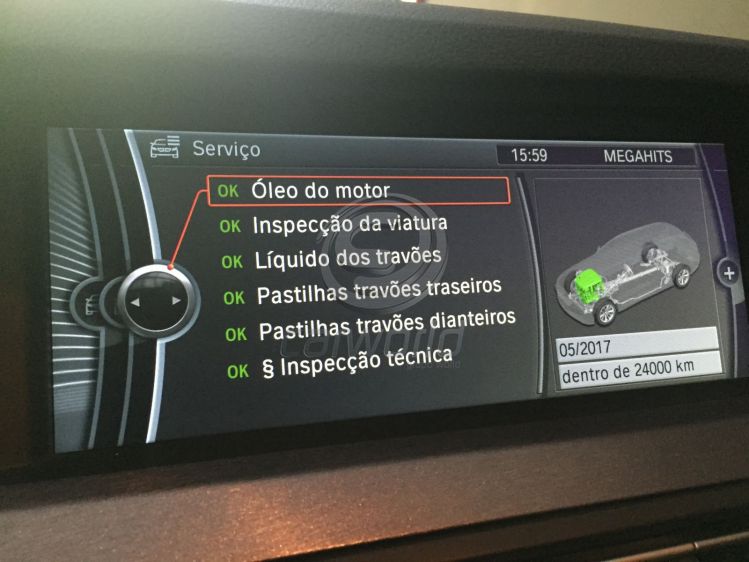 Serviço
15:59
MEGAHITS
OK Óleo do motor
OK Inspecção da viatura
OK Líquido dos travões
OK Pastilhas travões traseiros
OK Pastilhas travões dianteiros
OK § Inspecção técnica
05/2017
dentro de 24000 km